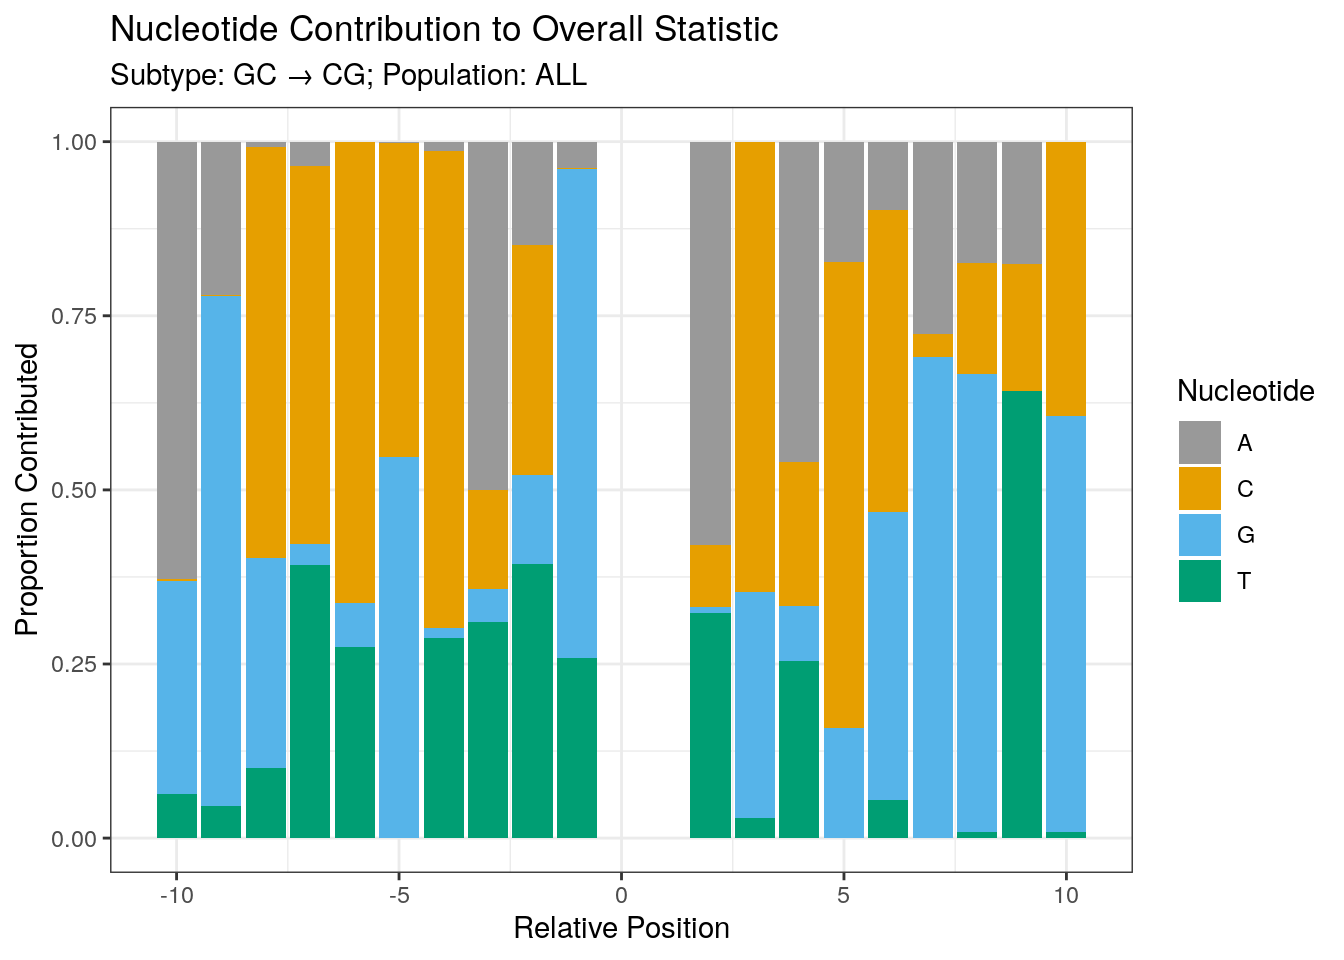 Nucleotide Contribution to Overall Statistic
Subtype: GC → CG; Population: ALL
Proportion Contributed
1.00
0.75
0.50
0.25
0.00
-10 -5 0 5 10
Relative Position
Nucleotide
A
C
G
T